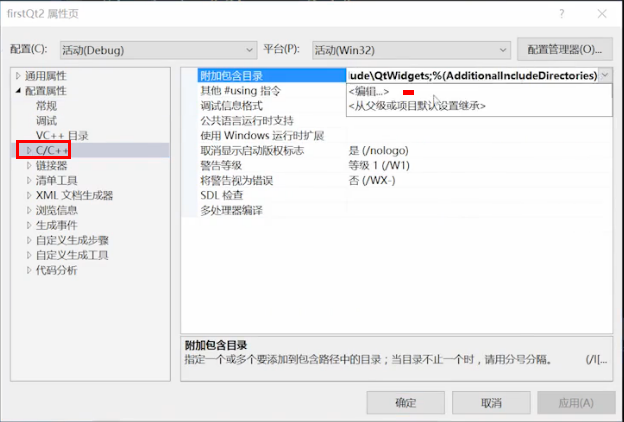 firstQt2 属性页
配置(C): 活动(Debug) 平台(P): 活动(Win32) 配置管理器(O)...
通用属性
配置属性
常规
调试
VC++ 目录
C/C++
链接器
清单工具
XML 文档生成器
浏览信息
生成事件
自定义生成步骤
自定义生成工具
代码分析
附加包含目录 ude\QtWidgets;%(AdditionalIncludeDirectories)
其他 #using 指令 <编辑...>
调试信息格式 <从父级或项目默认设置继承>
公共语言运行时支持
使用 Windows 运行时扩展
取消显示启动版权标志 是 (/nologo)
警告等级 等级 1 (/W1)
将警告视为错误 否 (/WX-)
SDL 检查
多处理器编译
附加包含目录
指定一个或多个要添加到包含路径中的目录；当目录不止一个时，请用分号分隔。 (/I[...
确定 取消 应用(A)